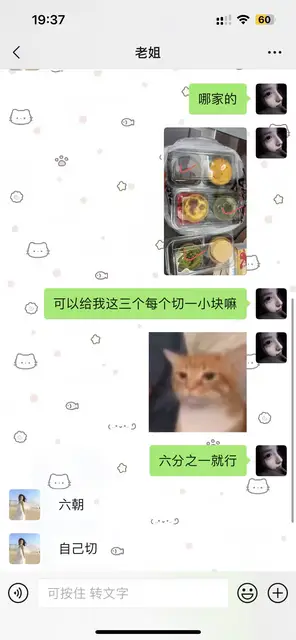 19:37
60
老姐
哪家的
可以给我这三个每个切一小块嘛
六分之一就行
六朝
自己切
可按住 转文字